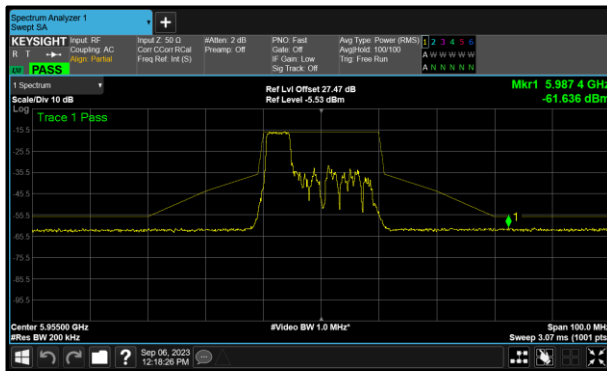 Spectrum Analyzer 1
Swept SA
+
KEYSIGHT Input: RF
R T Coupling: AC
Align: Partial
LXI PASS
Input Z: 50 Ω
Corr CCorr RCal
Freq Ref: Int (S)
#Atten: 2 dB
Preamp: Off
PNO: Fast
Gate: Off
IF Gain: Low
Sig Track: Off
Avg Type: Power (RMS)
Avg|Hold: 100/100
Trig: Free Run
1 2 3 4 5 6
A W W W W W
A N N N N N
1 Spectrum
Scale/Div 10 dB
Ref Lvl Offset 27.47 dB
Ref Level -5.53 dBm
Mkr1 5.987 4 GHz
-61.636 dBm
Log
Trace 1 Pass
-15.5
-25.5
-35.5
-45.5
-55.5
-65.5
-75.5
-85.5
-95.5
1
Center 5.95500 GHz
#Res BW 200 kHz
#Video BW 1.0 MHz*
Span 100.0 MHz
Sweep 3.07 ms (1001 pts)
?
Sep 06, 2023
12:18:26 PM